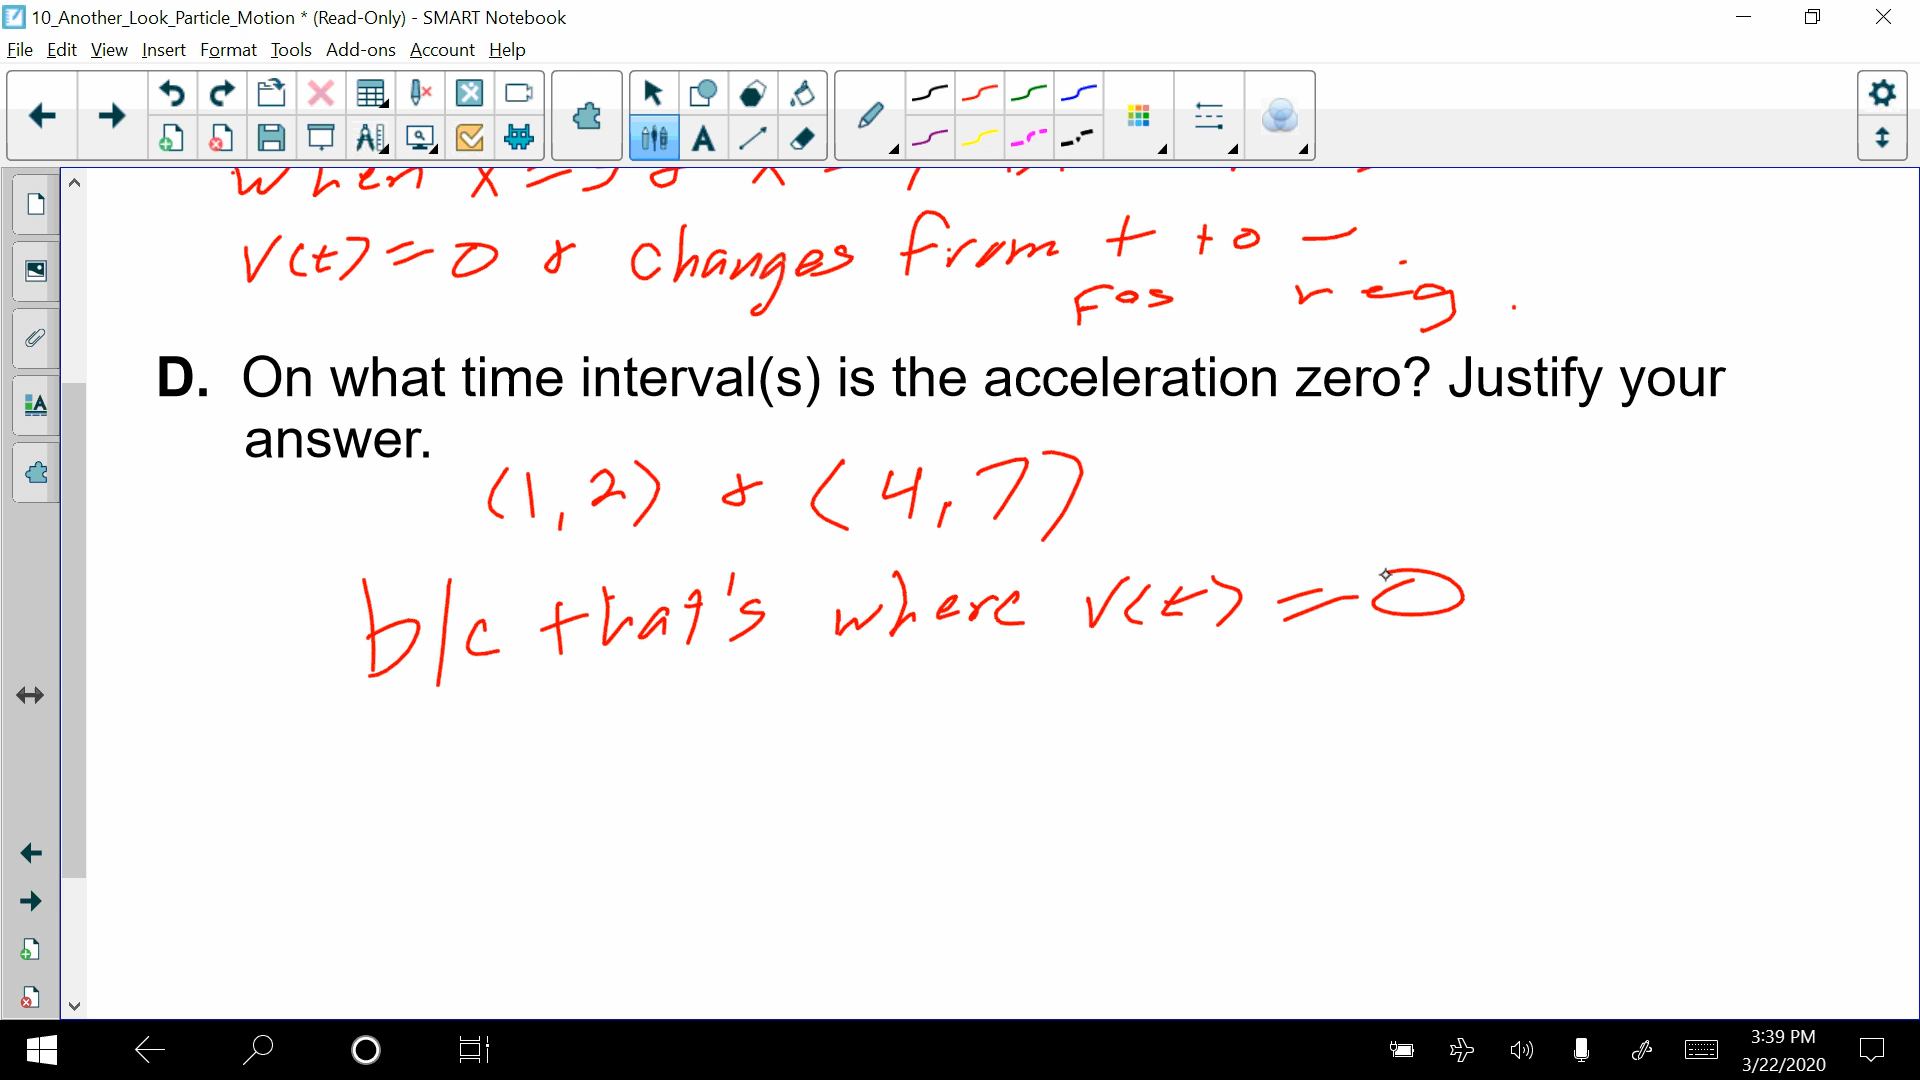 10_Another_Look_Particle_Motion * (Read-Only) - SMART Notebook
File Edit View Insert Format Tools Add-ons Account Help
when x =
v(t) = 0 & changes from + to -
Pos neg.
D. On what time interval(s) is the acceleration zero? Justify your
answer.
(1, 2) & (4, 7)
b/c that's where v(t) = 0
3:39 PM
3/22/2020